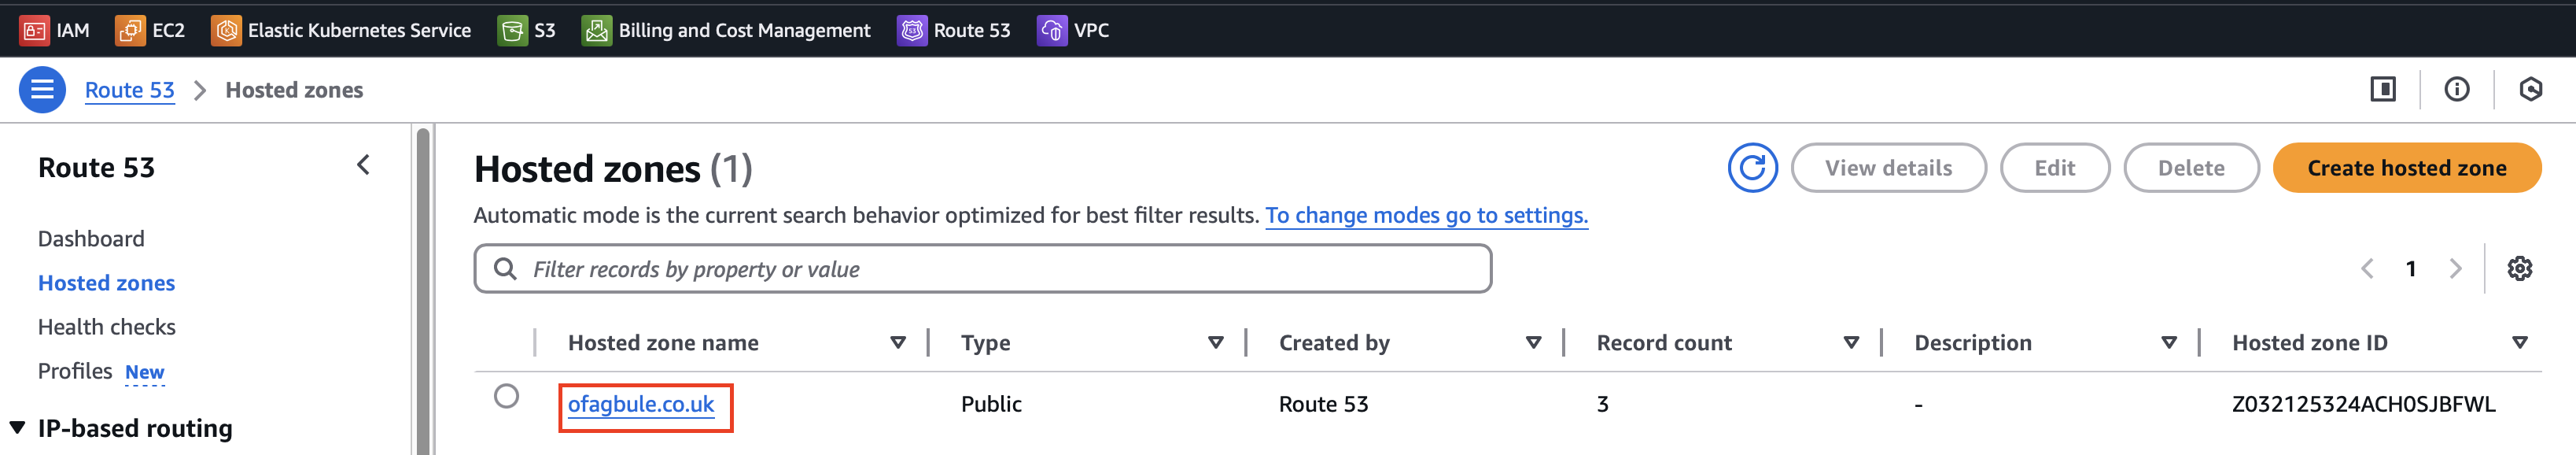 IAM EC2 Elastic Kubernetes Service S3 Billing and Cost Management Route 53 VPC
Route 53 Hosted zones
Route 53
Dashboard
Hosted zones
Health checks
Profiles New
IP-based routing
Hosted zones (1)
View details Edit Delete Create hosted zone
Automatic mode is the current search behavior optimized for best filter results. To change modes go to settings.
Filter records by property or value
1
Hosted zone name Type Created by Record count Description Hosted zone ID
ofagbule.co.uk Public Route 53 3 - Z032125324ACH0SJBFWL